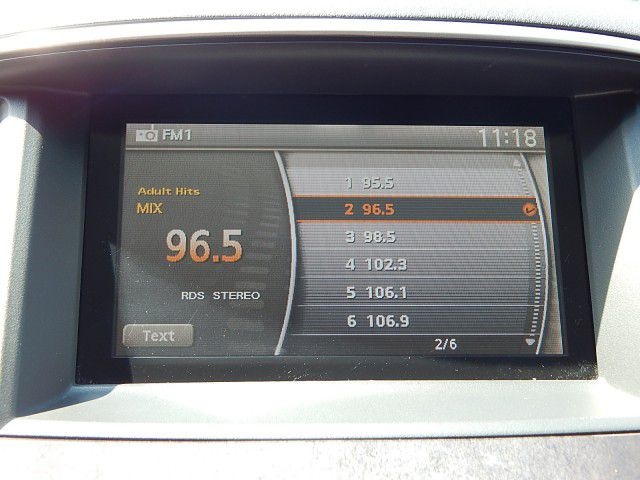 FM1
11:18
Adult Hits
MIX
96.5
RDS STEREO
Text
1 95.5
2 96.5
3 98.5
4 102.3
5 106.1
6 106.9
2/6